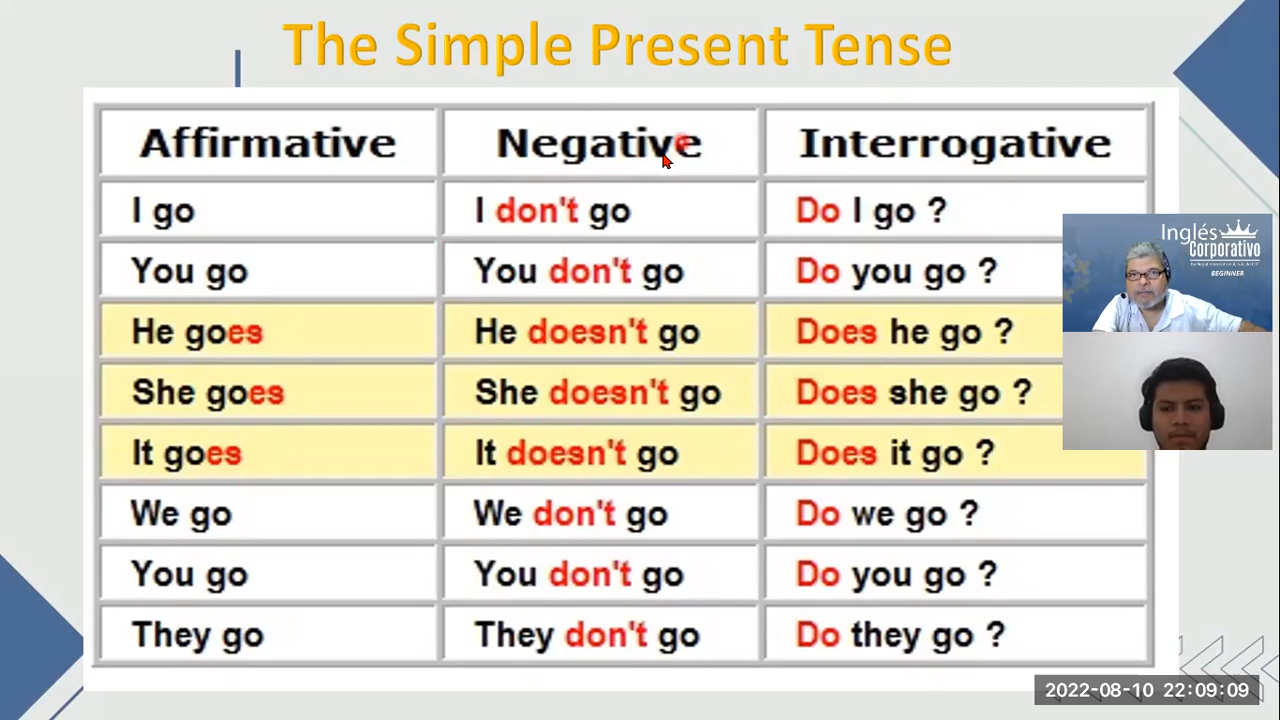 The Simple Present Tense
Affirmative Negative Interrogative
I go I don't go Do I go ?
You go You don't go Do you go ?
He goes He doesn't go Does he go ?
She goes She doesn't go Does she go ?
It goes It doesn't go Does it go ?
We go We don't go Do we go ?
You go You don't go Do you go ?
They go They don't go Do they go ?
Inglés
Corporativo
BEGINNER
2022-08-10 22:09:09